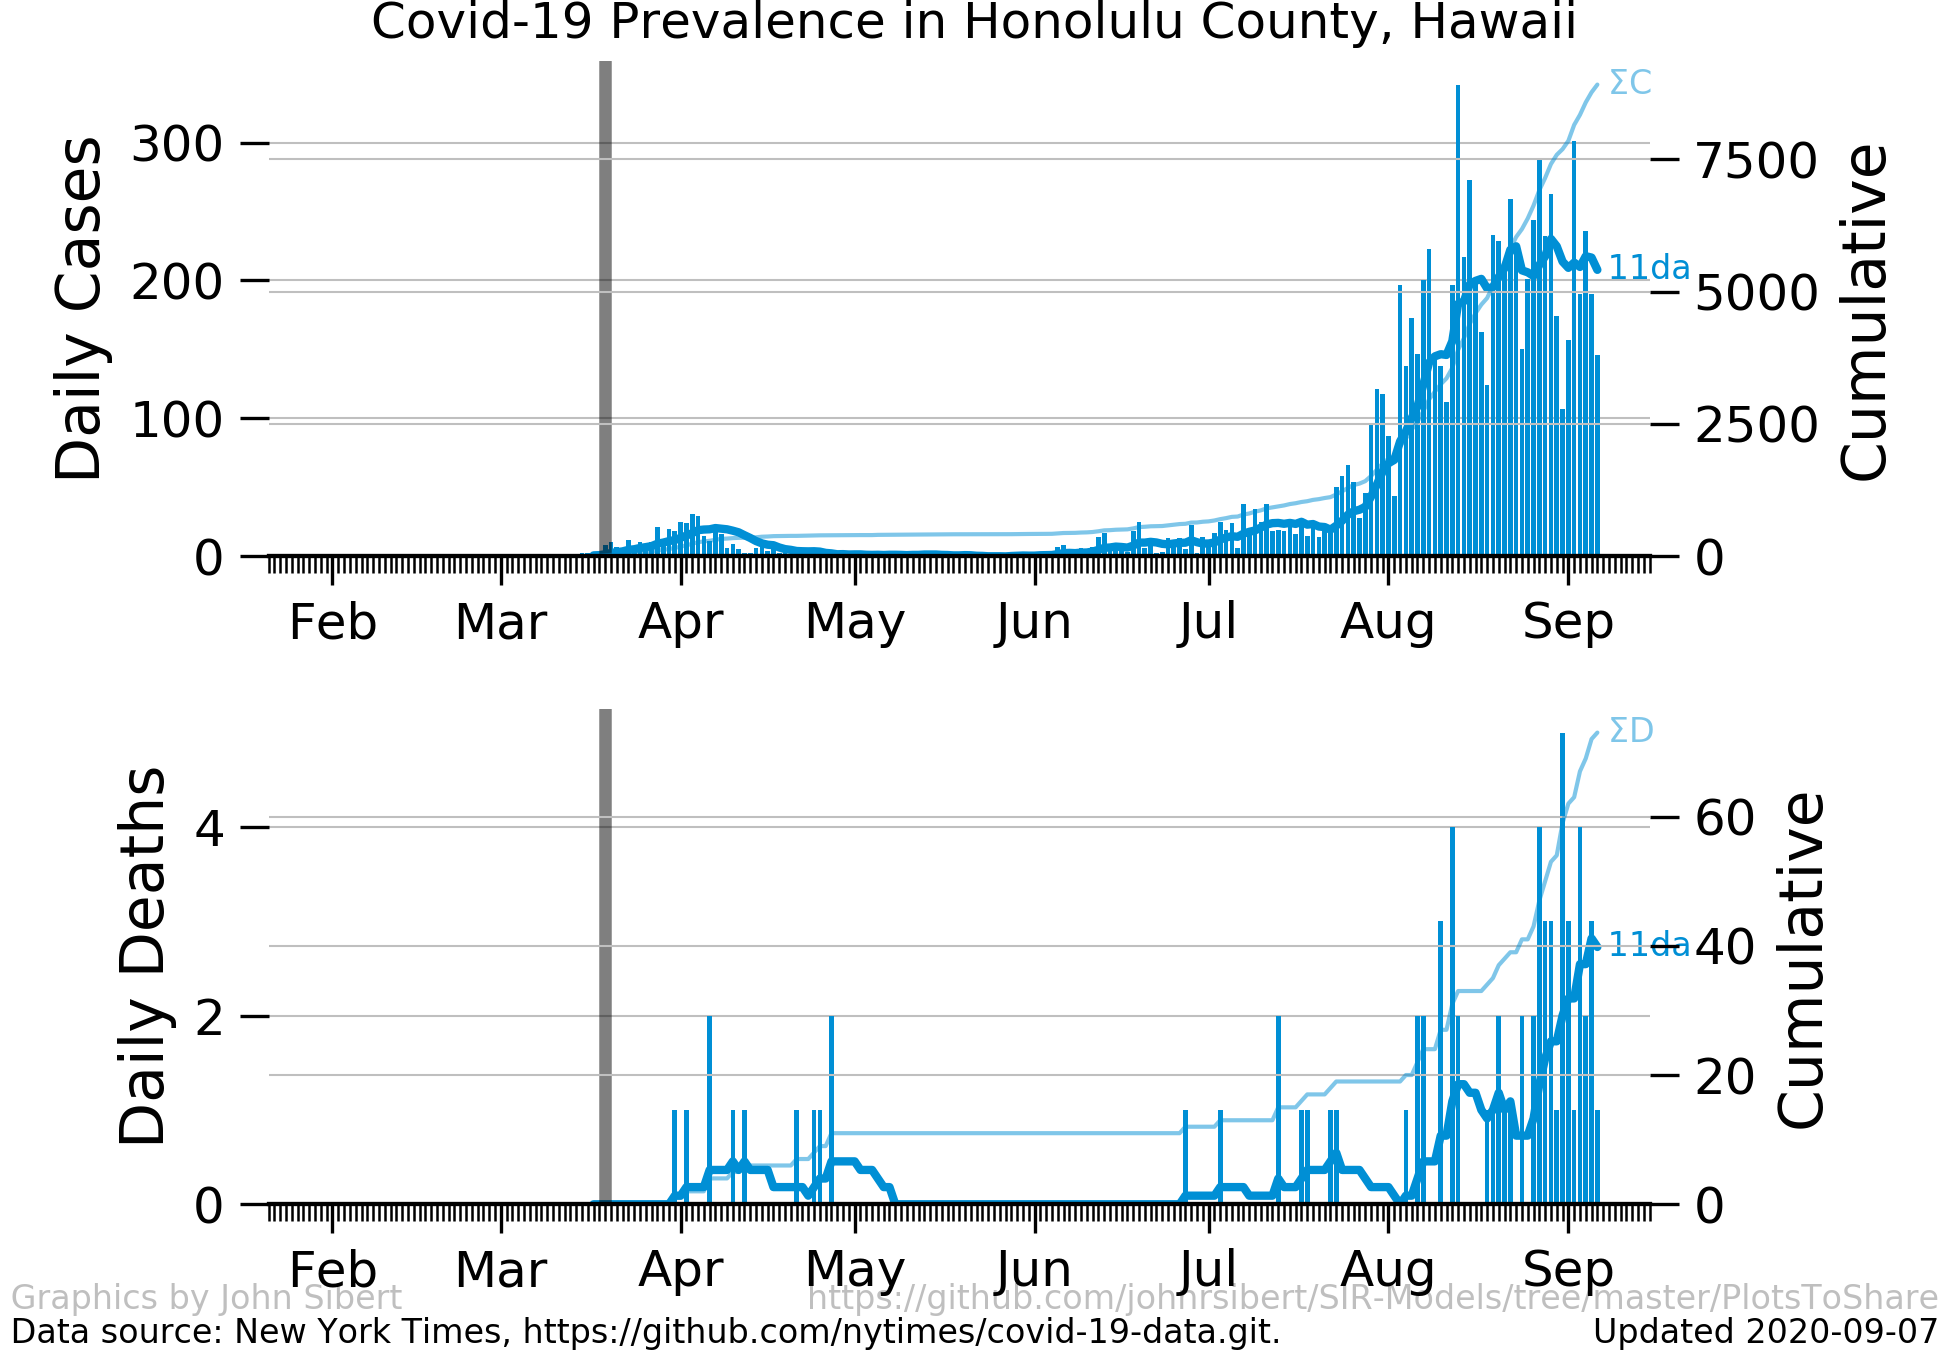 Covid-19 Prevalence in Honolulu County, Hawaii
Daily Cases
300
200
100
0
ΣC
11da
7500
5000
2500
0
Cumulative
Feb Mar Apr May Jun Jul Aug Sep
Daily Deaths
4
2
0
ΣD
11da
60
40
20
0
Cumulative
Feb Mar Apr May Jun Jul Aug Sep
Graphics by John Sibert https://github.com/johnrsibert/SIR-Models/tree/master/PlotsToShare
Data source: New York Times, https://github.com/nytimes/covid-19-data.git. Updated 2020-09-07